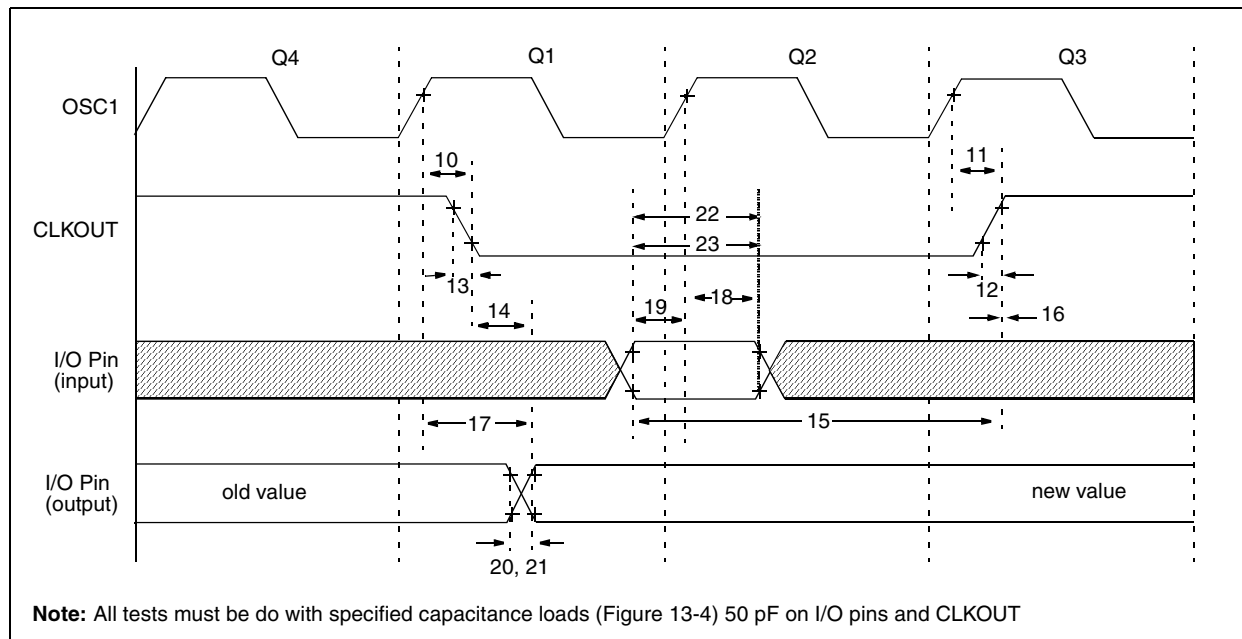 Q4 Q1 Q2 Q3
OSC1
10 11
22
CLKOUT
23
13 12
18
14 19 16
I/O Pin
(input)
17 15
I/O Pin
(output)
old value new value
20, 21
Note: All tests must be do with specified capacitance loads (Figure 13-4) 50 pF on I/O pins and CLKOUT